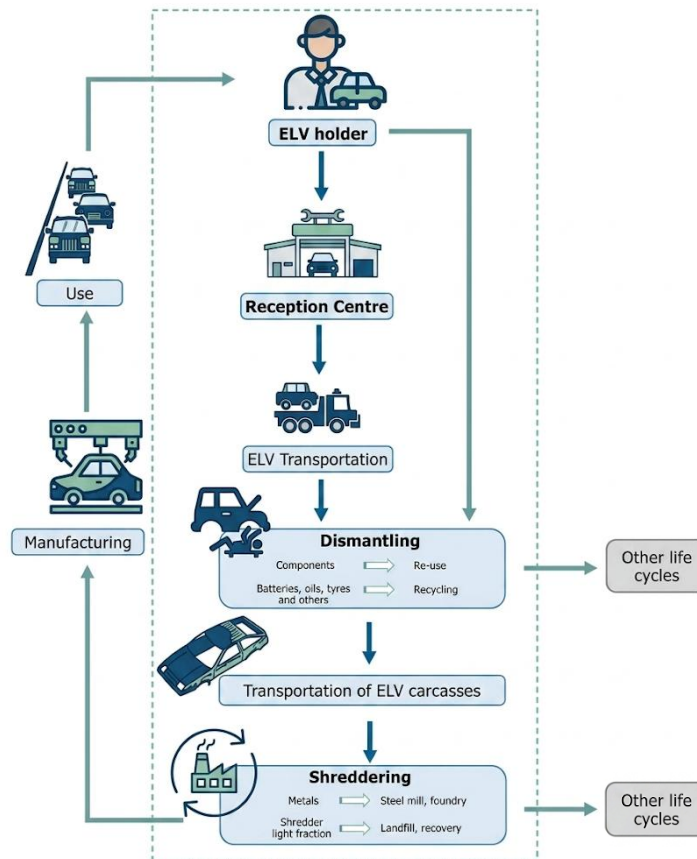 ELV holder
Use
Reception Centre
ELV Transportation
Manufacturing
Dismantling
Components
Re-use
Batteries, oils, tyres
and others
Recycling
Other life
cycles
Transportation of ELV carcasses
Shreddering
Metals
Steel mill, foundry
Shredder
light fraction
Landfill, recovery
Other life
cycles